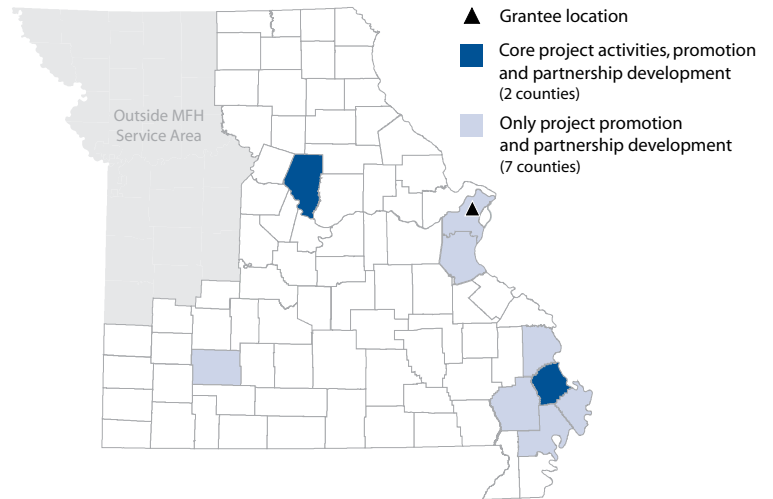 Outside MFH
Service Area
Grantee location
Core project activities, promotion
and partnership development
(2 counties)
Only project promotion
and partnership development
(7 counties)